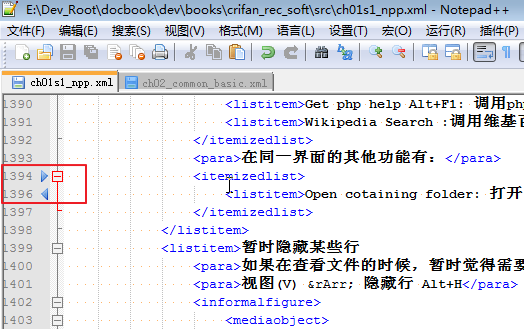 E:\Dev_Root\docbook\dev\books\crifan_rec_soft\src\ch01s1_npp.xml - Notepad++
文件(F) 编辑(E) 搜索(S) 视图(V) 格式(M) 语言(L) 设置(T) 宏(O) 运行(R) 插件(P)
ch01s1_npp.xml ch02_common_basic.xml
1390 <listitem>Get php help Alt+F1: 调用php
1391 <listitem>Wikipedia Search :调用维基百
1392 </itemizedlist>
1393 <para>在同一界面的其他功能有: </para>
1394 <itemizedlist>
1396 <listitem>Open cotaining folder: 打开
1397 </itemizedlist>
1398 </listitem>
1399 <listitem>暂时隐藏某些行
1400 <para>如果在查看文件的时候, 暂时觉得需要
1401 <para>视图(V) &rArr; 隐藏行 Alt+H</para>
1402 <informalfigure>
1403 <mediaobject>